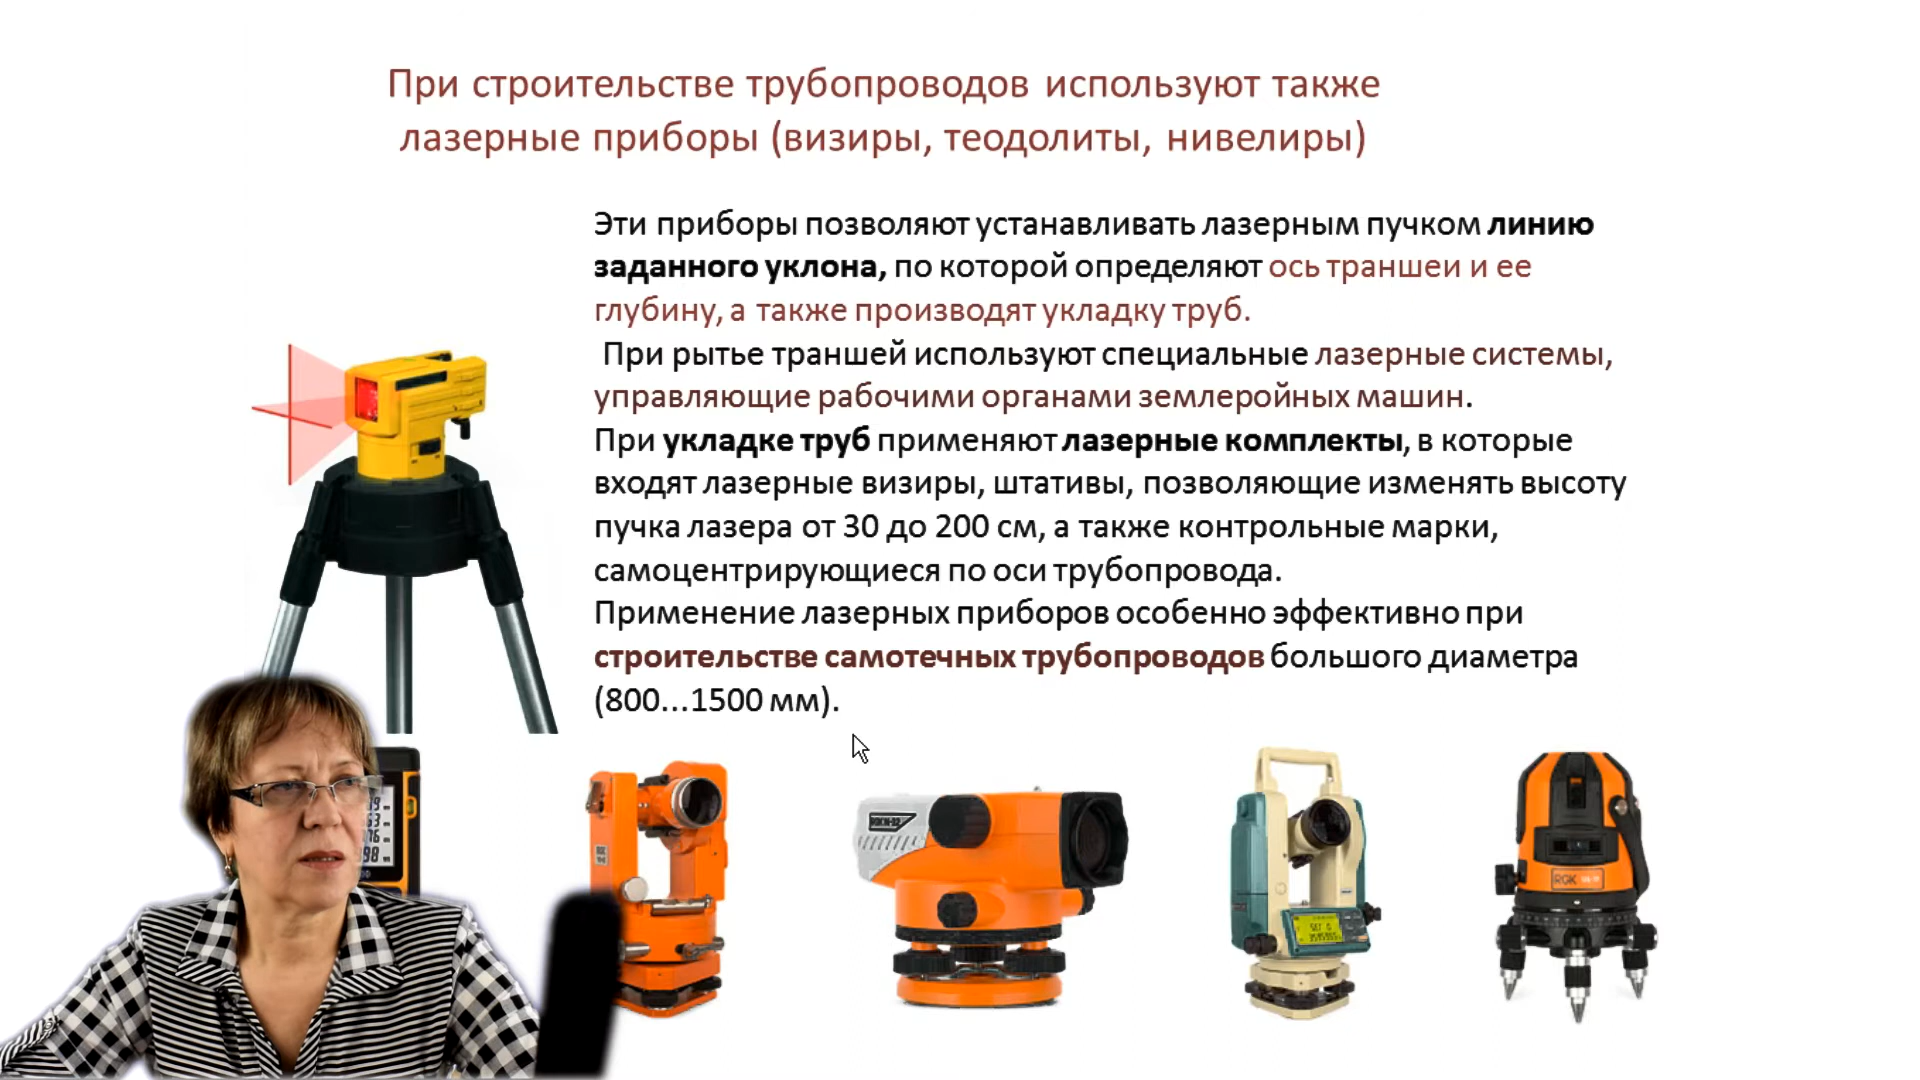 При строительстве трубопроводов используют также
лазерные приборы (визиры, теодолиты, нивелиры)
Эти приборы позволяют устанавливать лазерным пучком линию
заданного уклона, по которой определяют ось траншеи и ее
глубину, а также производят укладку труб.
При рытье траншей используют специальные лазерные системы,
управляющие рабочими органами землеройных машин.
При укладке труб применяют лазерные комплекты, в которые
входят лазерные визиры, штативы, позволяющие изменять высоту
пучка лазера от 30 до 200 см, а также контрольные марки,
самоцентрирующиеся по оси трубопровода.
Применение лазерных приборов особенно эффективно при
строительстве самотечных трубопроводов большого диаметра
(800...1500 мм).
RGK